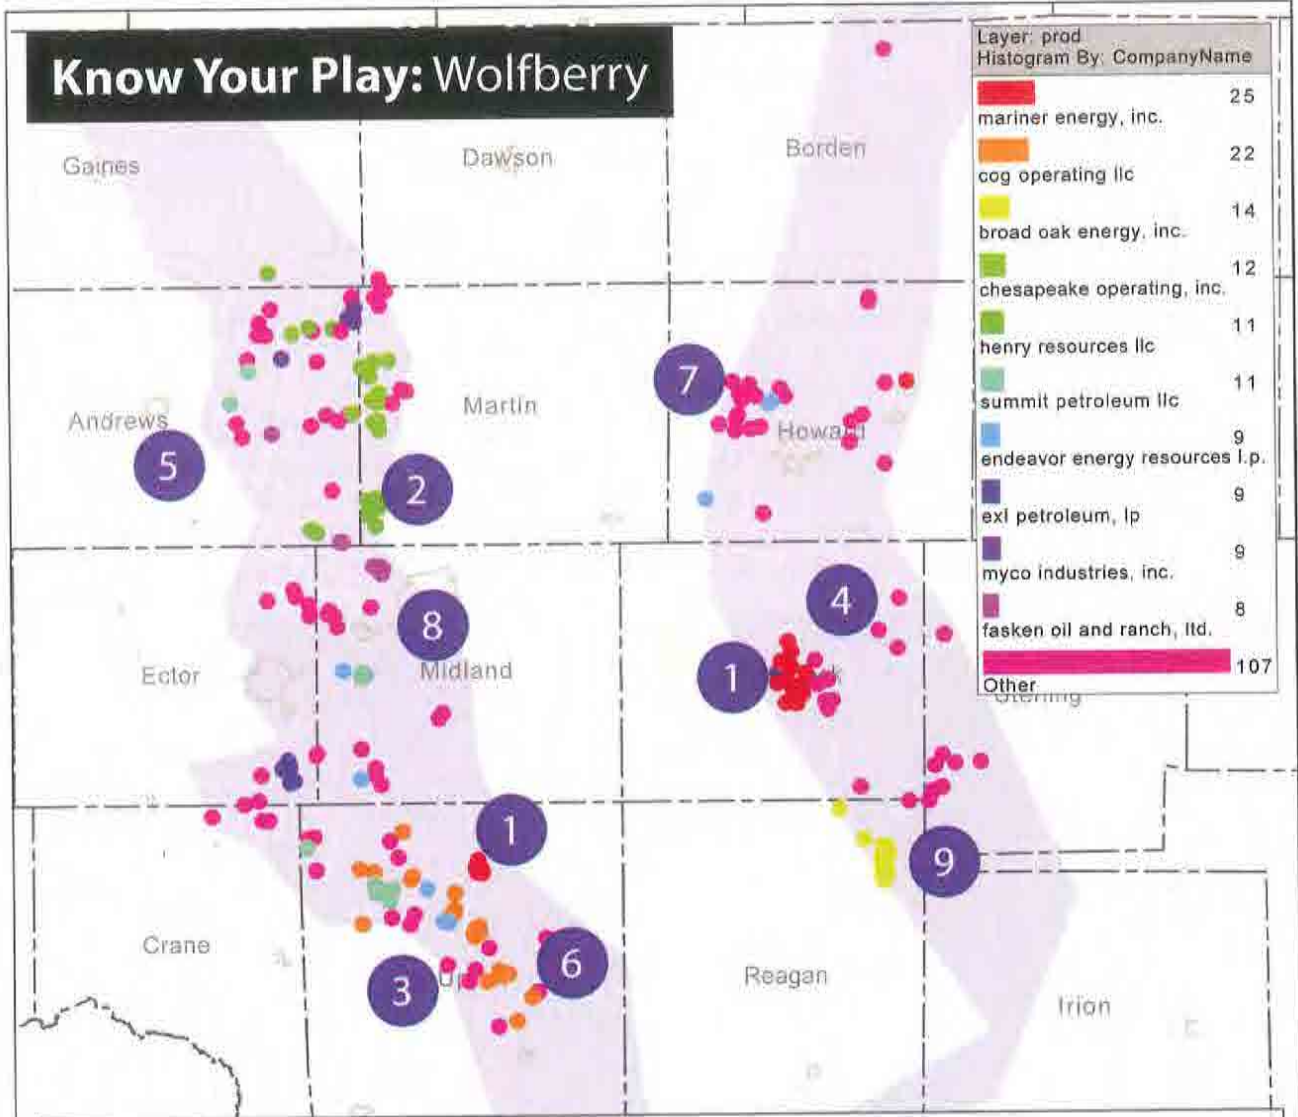 Know Your Play: Wolfberry
Layer: prod
Histogram By: CompanyName
25
mariner energy, inc.
22
cog operating llc
14
broad oak energy, inc.
12
chesapeake operating, inc.
11
henry resources llc
11
summit petroleum llc
9
endeavor energy resources l.p.
9
exl petroleum, lp
9
myco industries, inc.
8
fasken oil and ranch, ltd.
107
Other
Gaines
Dawson
Borden
Andrews
Martin
Howard
7
5
2
Ector
8
Midland
4
1
Sterling
1
9
Crane
3
6
Reagan
Irion